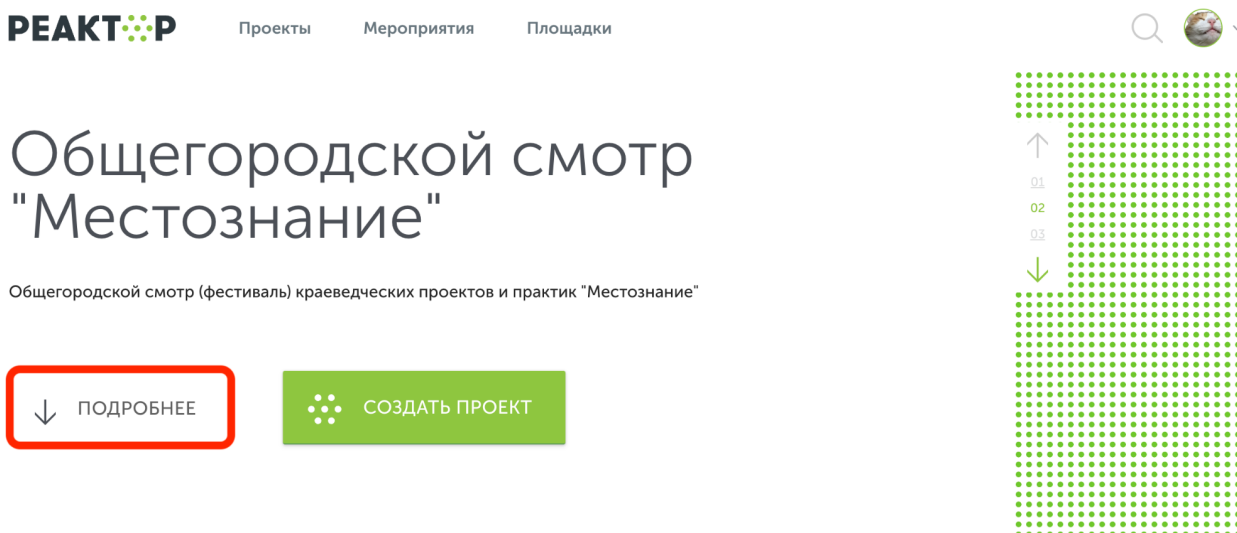 РЕАКТОР
Проекты Мероприятия Площадки
Общегородской смотр
"Местознание"
01
02
03
Общегородской смотр (фестиваль) краеведческих проектов и практик "Местознание"
ПОДРОБНЕЕ
СОЗДАТЬ ПРОЕКТ